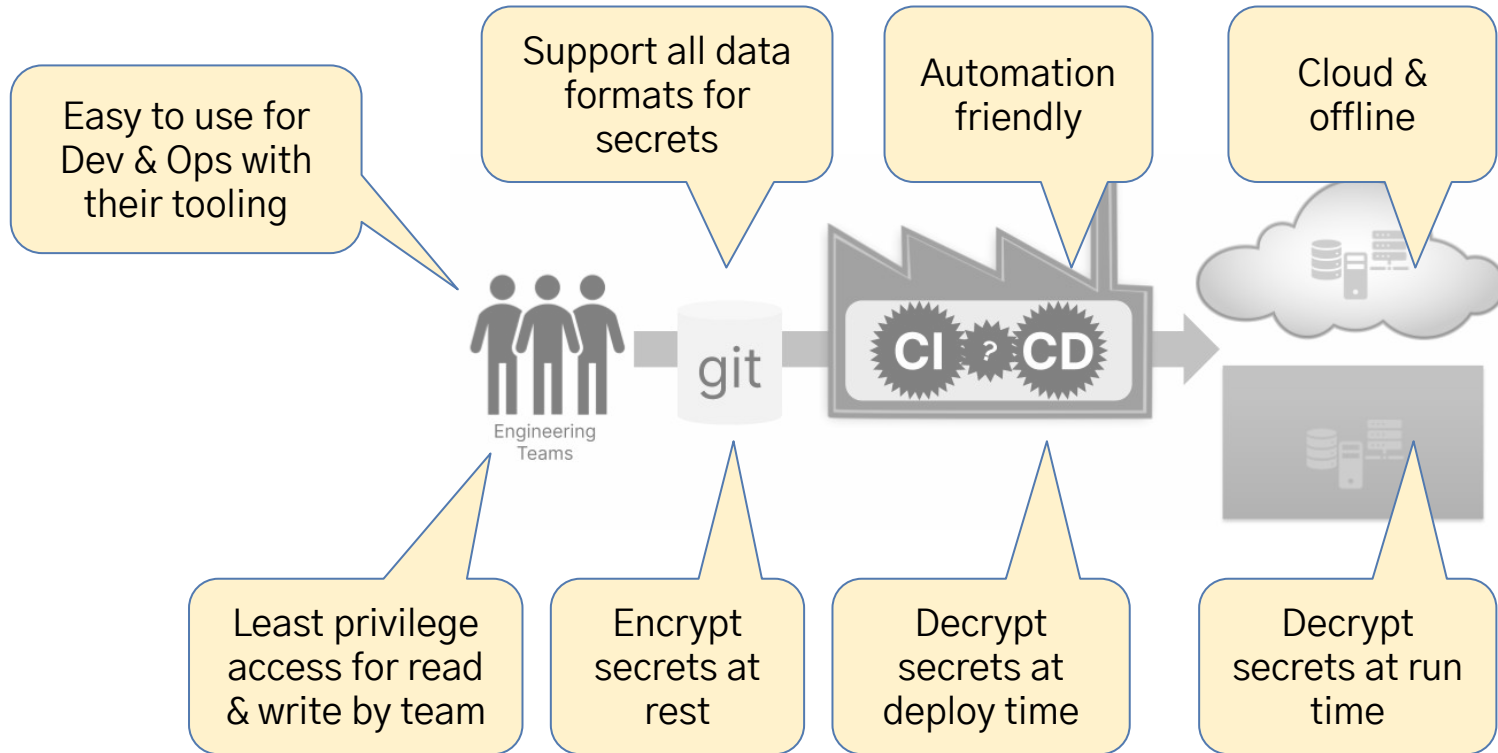 Easy to use for
Dev & Ops with
their tooling
Support all data
formats for
secrets
Automation
friendly
Cloud &
offline
Engineering
Teams
git
CI ? CD
Least privilege
access for read
& write by team
Encrypt
secrets at
rest
Decrypt
secrets at
deploy time
Decrypt
secrets at run
time